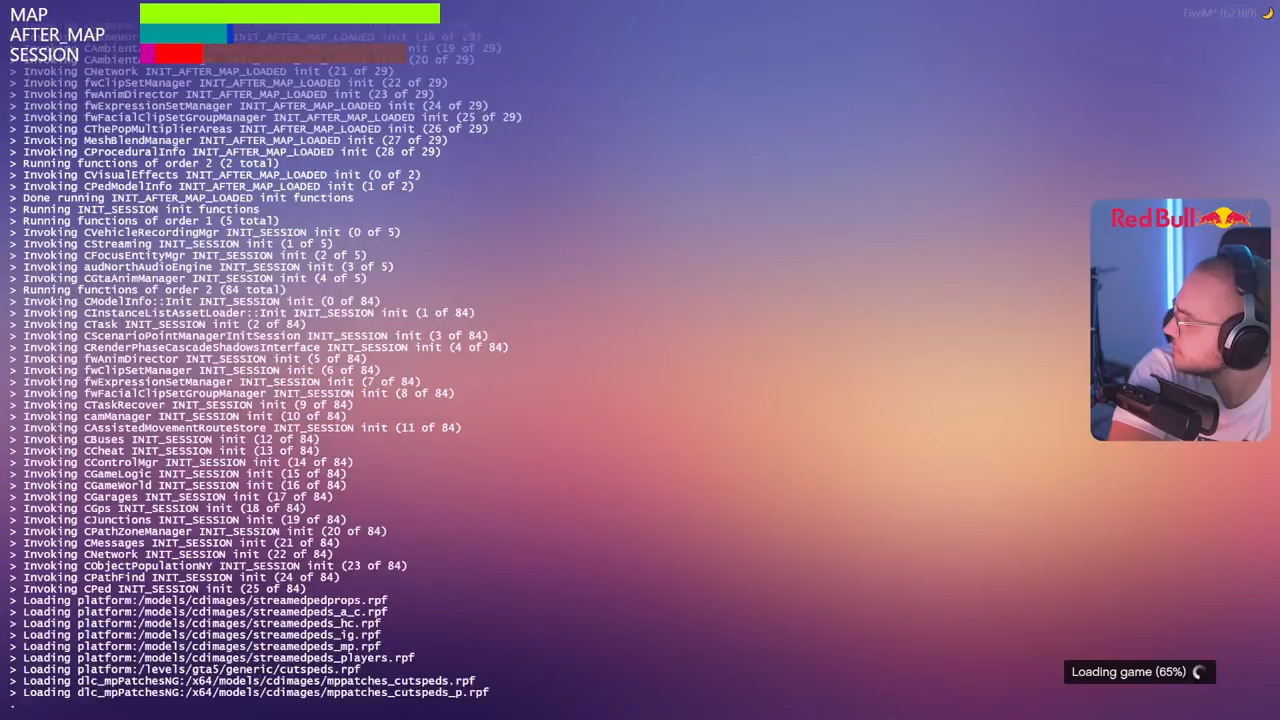 MAP
AFTER_MAP
SESSION
FiveM* (b2189)
Red Bull
> Invoking CNetwork INIT_AFTER_MAP_LOADED init (21 of 29)
> Invoking fwClipSetManager INIT_AFTER_MAP_LOADED init (22 of 29)
> Invoking fwAnimDirector INIT_AFTER_MAP_LOADED init (23 of 29)
> Invoking fwExpressionSetManager INIT_AFTER_MAP_LOADED init (24 of 29)
> Invoking fwFacialClipSetGroupManager INIT_AFTER_MAP_LOADED init (25 of 29)
> Invoking CThePopMultiplierAreas INIT_AFTER_MAP_LOADED init (26 of 29)
> Invoking MeshBlendManager INIT_AFTER_MAP_LOADED init (27 of 29)
> Invoking CProceduralInfo INIT_AFTER_MAP_LOADED init (28 of 29)
> Running functions of order 2 (2 total)
> Invoking CVisualEffects INIT_AFTER_MAP_LOADED init (0 of 2)
> Invoking CPedModelInfo INIT_AFTER_MAP_LOADED init (1 of 2)
> Done running INIT_AFTER_MAP_LOADED init functions
> Running INIT_SESSION init functions
> Running functions of order 1 (5 total)
> Invoking CVehicleRecordingMgr INIT_SESSION init (0 of 5)
> Invoking CStreaming INIT_SESSION init (1 of 5)
> Invoking CFocusEntityMgr INIT_SESSION init (2 of 5)
> Invoking audNorthAudioEngine INIT_SESSION init (3 of 5)
> Invoking CGtaAnimManager INIT_SESSION init (4 of 5)
> Running functions of order 2 (84 total)
> Invoking CModelInfo::Init INIT_SESSION init (0 of 84)
> Invoking CInstanceListAssetLoader::Init INIT_SESSION init (1 of 84)
> Invoking CTask INIT_SESSION init (2 of 84)
> Invoking CScenarioPointManagerInitSession INIT_SESSION init (3 of 84)
> Invoking CRenderPhaseCascadeShadowsInterface INIT_SESSION init (4 of 84)
> Invoking fwAnimDirector INIT_SESSION init (5 of 84)
> Invoking fwClipSetManager INIT_SESSION init (6 of 84)
> Invoking fwExpressionSetManager INIT_SESSION init (7 of 84)
> Invoking fwFacialClipSetGroupManager INIT_SESSION init (8 of 84)
> Invoking CTaskRecover INIT_SESSION init (9 of 84)
> Invoking camManager INIT_SESSION init (10 of 84)
> Invoking CAssistedMovementRouteStore INIT_SESSION init (11 of 84)
> Invoking CBuses INIT_SESSION init (12 of 84)
> Invoking CCheat INIT_SESSION init (13 of 84)
> Invoking CControlMgr INIT_SESSION init (14 of 84)
> Invoking CGameLogic INIT_SESSION init (15 of 84)
> Invoking CGameWorld INIT_SESSION init (16 of 84)
> Invoking CGarages INIT_SESSION init (17 of 84)
> Invoking CGps INIT_SESSION init (18 of 84)
> Invoking CJunctions INIT_SESSION init (19 of 84)
> Invoking CPathZoneManager INIT_SESSION init (20 of 84)
> Invoking CMessages INIT_SESSION init (21 of 84)
> Invoking CNetwork INIT_SESSION init (22 of 84)
> Invoking CObjectPopulationNY INIT_SESSION init (23 of 84)
> Invoking CPathFind INIT_SESSION init (24 of 84)
> Invoking CPed INIT_SESSION init (25 of 84)
> Loading platform:/models/cdimages/streamedpedprops.rpf
> Loading platform:/models/cdimages/streamedpeds_a_c.rpf
> Loading platform:/models/cdimages/streamedpeds_hc.rpf
> Loading platform:/models/cdimages/streamedpeds_ig.rpf
> Loading platform:/models/cdimages/streamedpeds_mp.rpf
> Loading platform:/models/cdimages/streamedpeds_players.rpf
> Loading platform:/levels/gta5/generic/cutspeds.rpf
> Loading dlc_mpPatchesNG:/x64/models/cdimages/mppatches_cutspeds.rpf
> Loading dlc_mpPatchesNG:/x64/models/cdimages/mppatches_cutspeds_p.rpf
Loading game (65%)